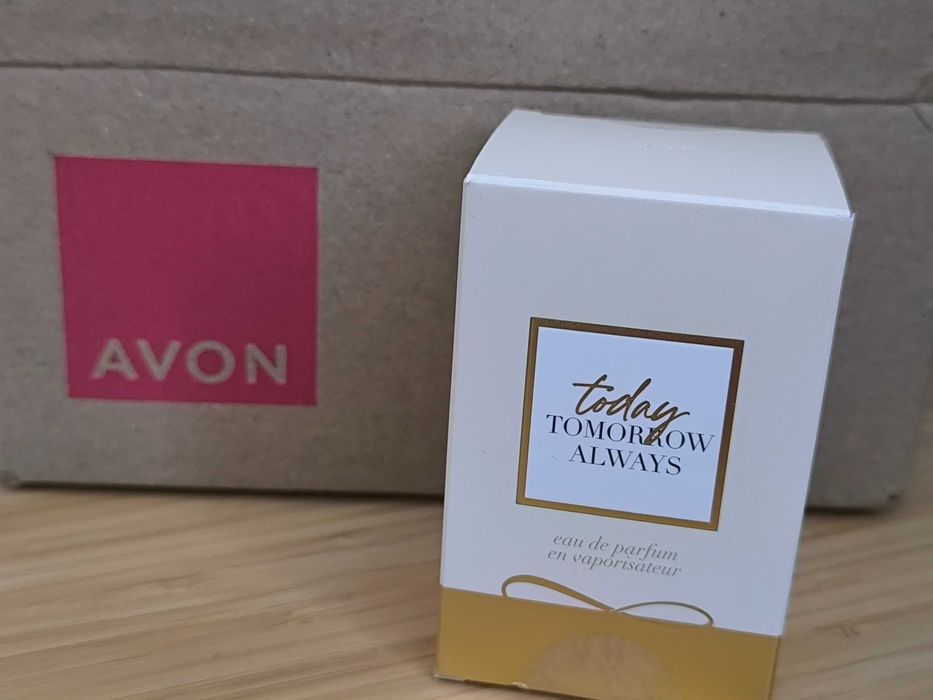 AVON
today
TOMORROW
ALWAYS
eau de parfum
en vaporisateur